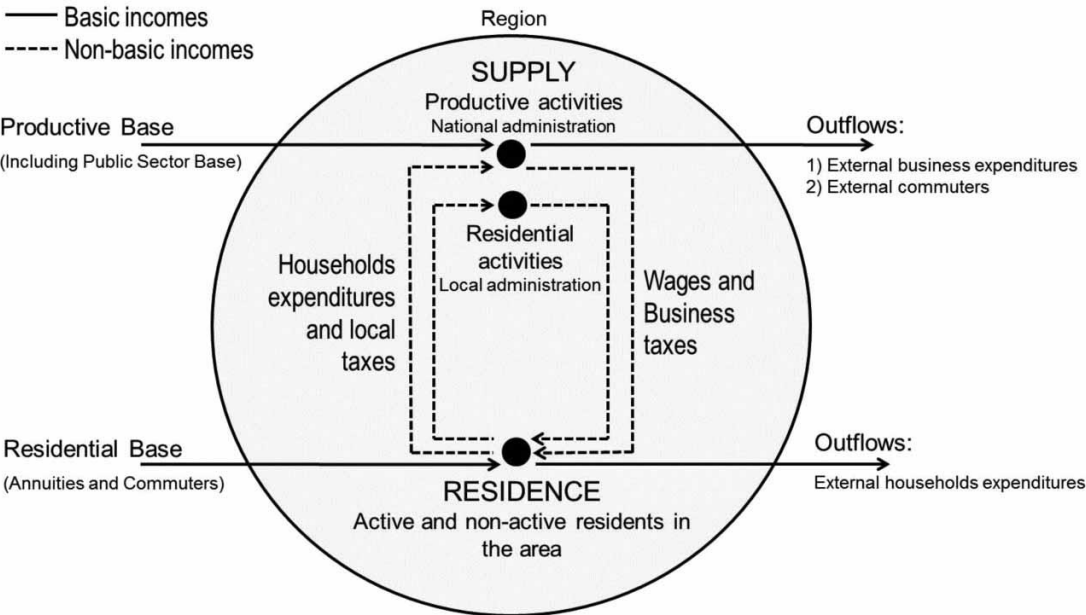 Basic incomes
Non-basic incomes
Region
SUPPLY
Productive activities
National administration
Productive Base
(Including Public Sector Base)
Outflows:
1) External business expenditures
2) External commuters
Residential
activities
Local administration
Households
expenditures
and local
taxes
Wages and
Business
taxes
Residential Base
(Annuities and Commuters)
Outflows:
External households expenditures
RESIDENCE
Active and non-active residents in
the area